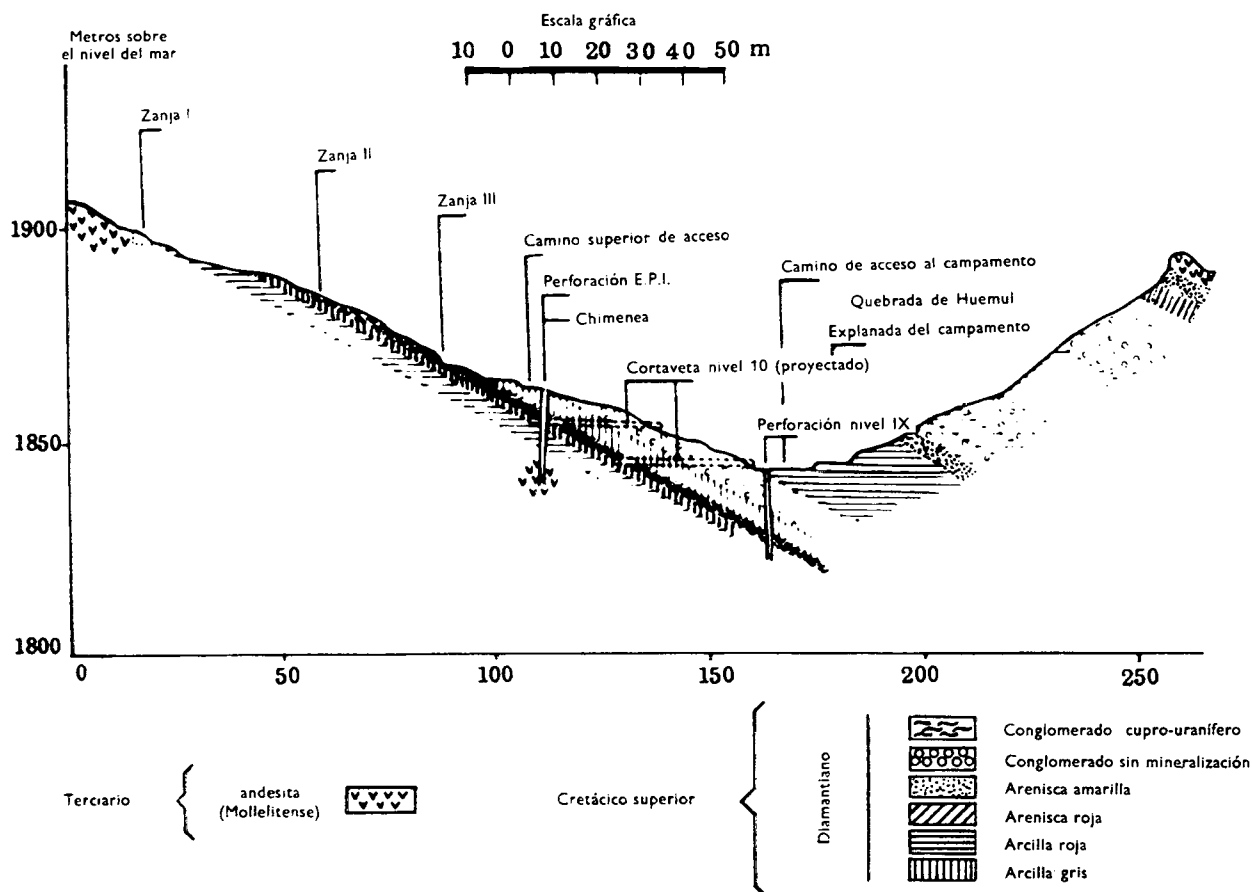 Escala gráfica
10 0 10 20 30 40 50 m
Metros sobre
el nivel del mar
Zanja I
Zanja II
Zanja III
1900
Camino superior de acceso
Camino de acceso al campamento
Perforación E.P.I.
Quebrada de Huemul
Chimenea
Explanada del campamento
Cortaveta nivel 10 (proyectado)
Perforación nivel IX
1850
1800
0 50 100 150 200 250
Terciario
andesita
(Mollelitense)
Cretácico superior
Diamantiano
Conglomerado cupro-uranífero
Conglomerado sin mineralización
Arenisca amarilla
Arenisca roja
Arcilla roja
Arcilla gris